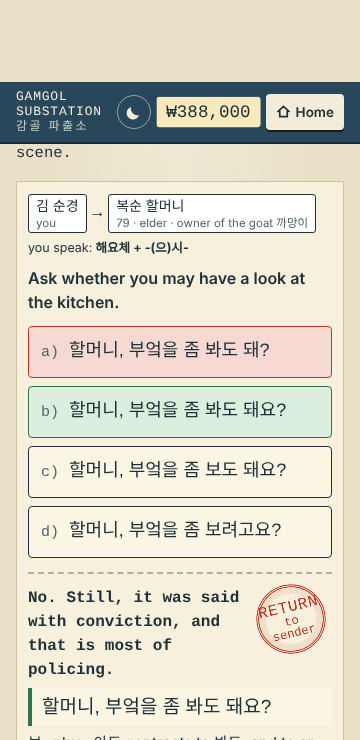 GAMGOL
SUBSTATION
감골 파출소
₩388,000
Home
scene.
김 순경
you
→
복순 할머니
79 · elder · owner of the goat 까망이
you speak: 해요체 + -(으)시-
Ask whether you may have a look at
the kitchen.
a) 할머니, 부엌을 좀 봐도 돼?
b) 할머니, 부엌을 좀 봐도 돼요?
c) 할머니, 부엌을 좀 보도 돼요?
d) 할머니, 부엌을 좀 보려고요?
No. Still, it was said
with conviction, and
that is most of
policing.
RETURN
to
sender
할머니, 부엌을 좀 봐도 돼요?